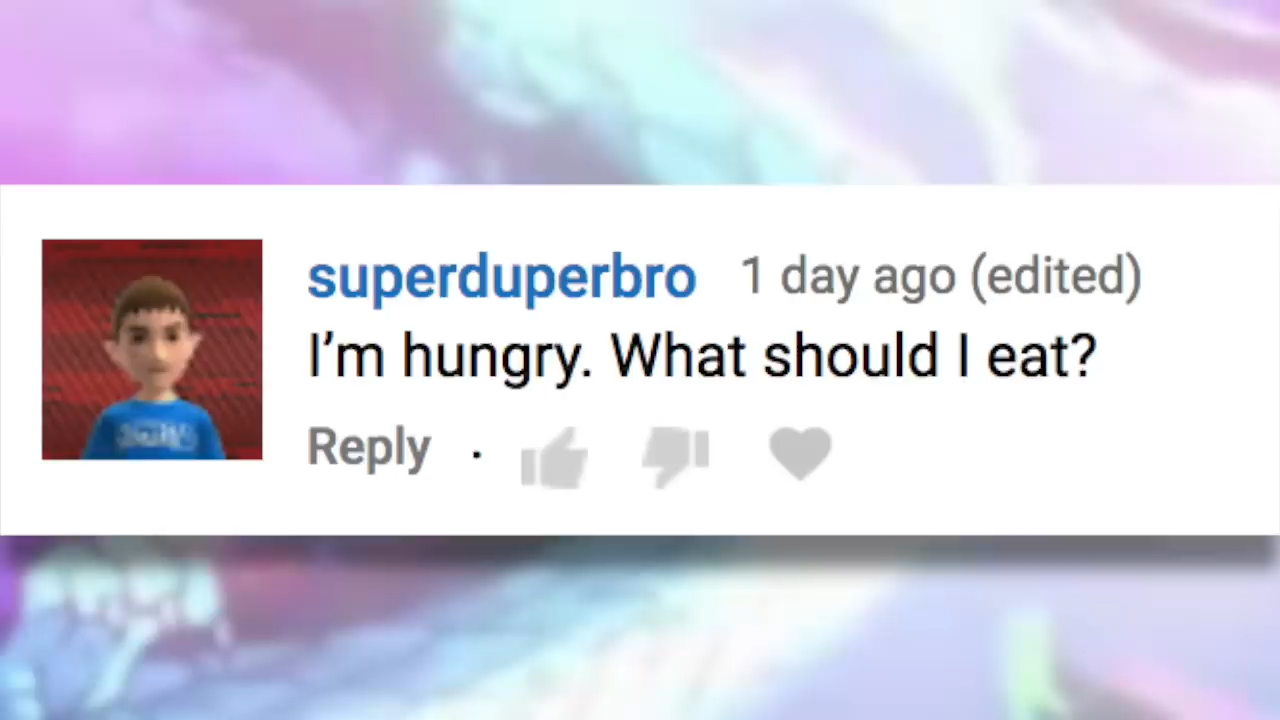 superduperbro 1 day ago (edited)
I’m hungry. What should I eat?
Reply ·